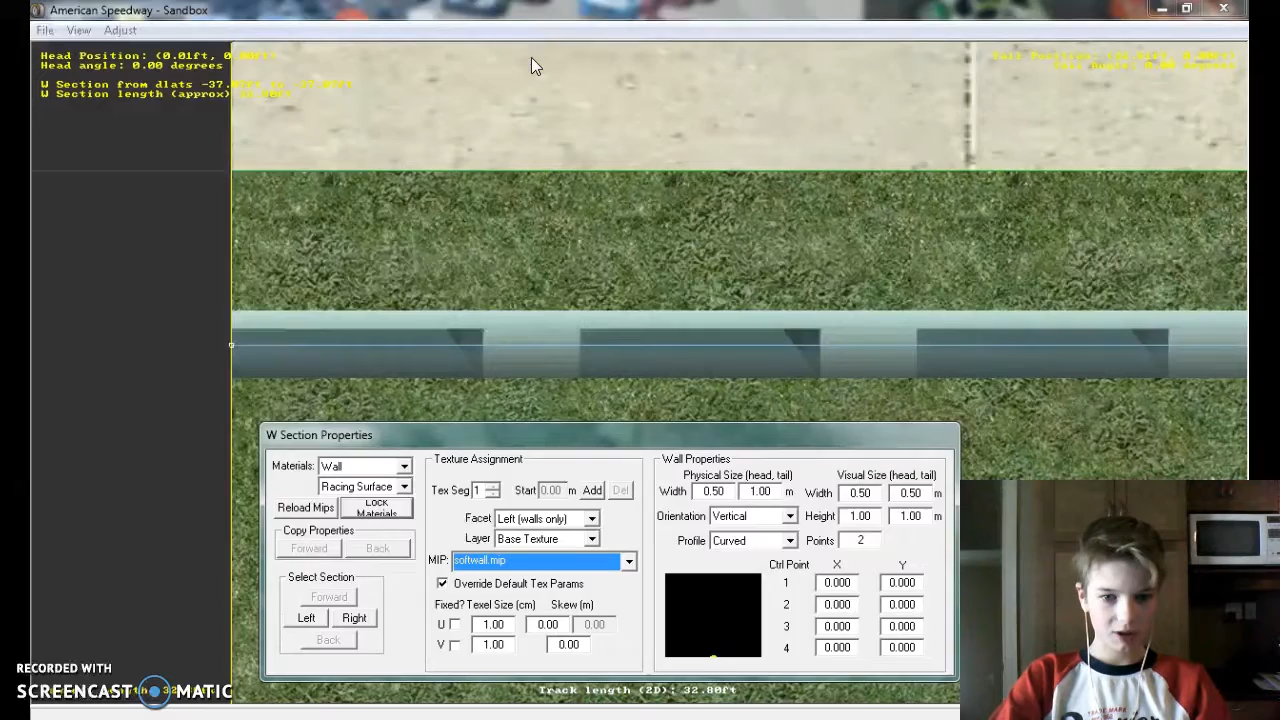 American Speedway - Sandbox
File View Adjust
Head Position: (0.01ft,
Head angle: 0.00 degrees
W Section from dlats -37.
W Section length (approx)
W Section Properties
Materials: Wall
Racing Surface
Reload Mips Lock Materials
Copy Properties
Forward Back
Select Section
Forward
Left Right
Back
Texture Assignment
Tex Seg 1 Start 0.00 m Add Del
Facet Left (walls only)
Layer Base Texture
MIP: softwall.mip
Override Default Tex Params
Fixed? Texel Size (cm) Skew (m)
U 1.00 0.00 0.00
V 1.00 0.00
Wall Properties
Physical Size (head, tail) Visual Size (head, tail)
Width 0.50 1.00 m Width 0.50 0.50 m
Orientation Vertical Height 1.00 1.00 m
Profile Curved Points 2
Ctrl Point X Y
1 0.000 0.000
2 0.000 0.000
3 0.000 0.000
4 0.000 0.000
Track length (2D): 32.80ft
RECORDED WITH
SCREENCAST-O-MATIC